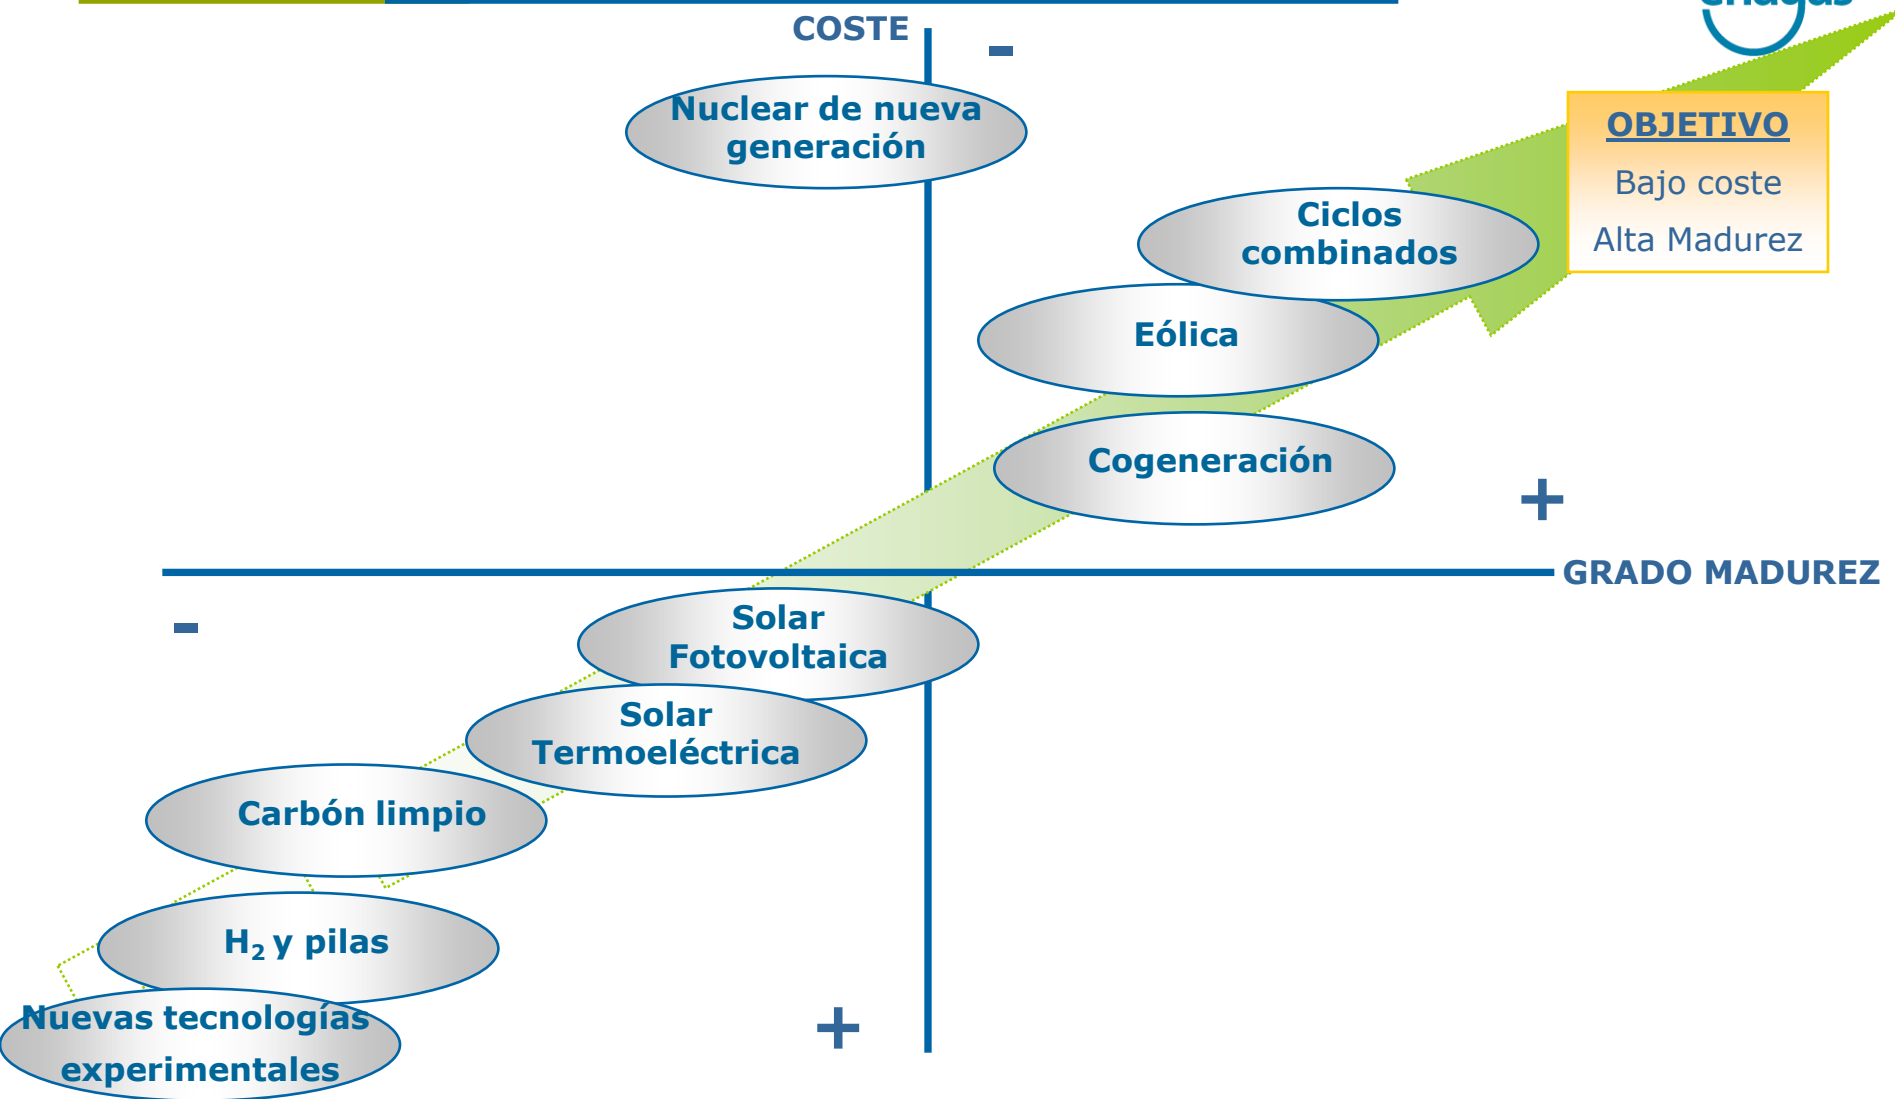 COSTE
-
Nuclear de nueva
generación
OBJETIVO
Bajo coste
Alta Madurez
Ciclos
combinados
Eólica
Cogeneración
+
GRADO MADUREZ
-
Solar
Fotovoltaica
Solar
Termoeléctrica
Carbón limpio
H₂ y pilas
Nuevas tecnologías
experimentales
+